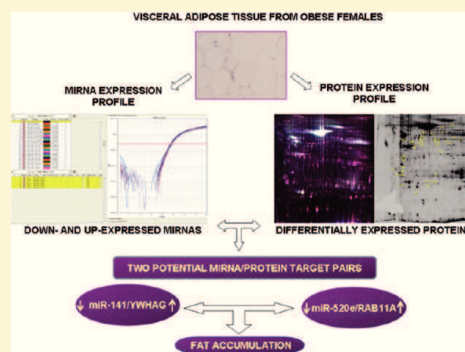 VISCERAL ADIPOSE TISSUE FROM OBESE FEMALES
MIRNA EXPRESSION
PROFILE
PROTEIN EXPRESSION
PROFILE
DOWN- AND UP-EXPRESSED MIRNAS
DIFFERENTIALLY EXPRESSED PROTEIN
TWO POTENTIAL MIRNA/PROTEIN TARGET PAIRS
↓ miR-141/YWHAG ↑
↓miR-520e/RAB11A↑
FAT ACCUMULATION